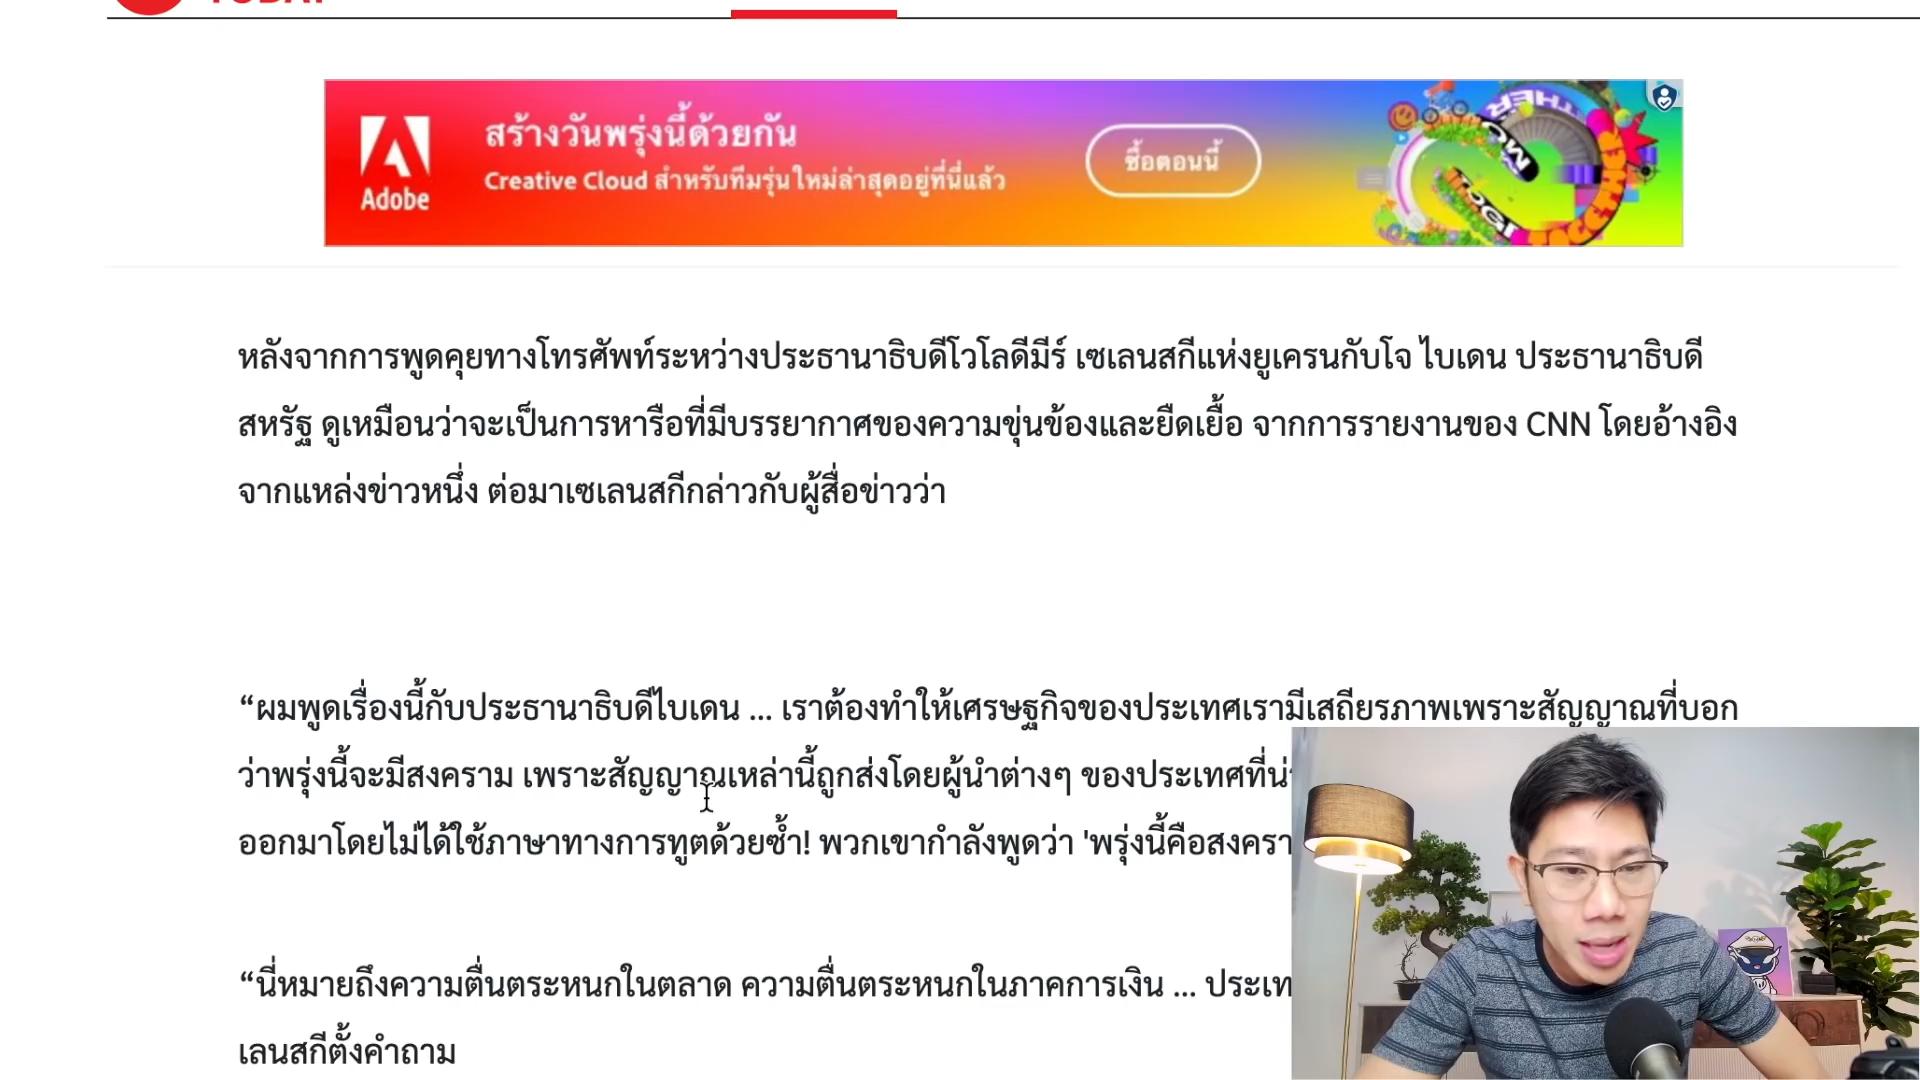 Adobe
สร้างวันพรุ่งนี้ด้วยกัน
Creative Cloud สำหรับทีมรุ่นใหม่ล่าสุดอยู่ที่นี่แล้ว
ซื้อตอนนี้
หลังจากการพูดคุยทางโทรศัพท์ระหว่างประธานาธิบดีโวโลดีมีร์ เซเลนสกีแห่งยูเครนกับโจ ไบเดน ประธานาธิบดี
สหรัฐ ดูเหมือนว่าจะเป็นการหารือที่มีบรรยากาศของความขุ่นข้องและยืดเยื้อ จากการรายงานของ CNN โดยอ้างอิง
จากแหล่งข่าวหนึ่ง ต่อมาเซเลนสกีกล่าวกับผู้สื่อข่าวว่า
“ผมพูดเรื่องนี้กับประธานาธิบดีไบเดน ... เราต้องทำให้เศรษฐกิจของประเทศเรามีเสถียรภาพเพราะสัญญาณที่บอก
ว่าพรุ่งนี้จะมีสงคราม เพราะสัญญาณเหล่านี้ถูกส่งโดยผู้นำต่างๆ ของประเทศที่
ออกมาโดยไม่ได้ใช้ภาษาทางการทูตด้วยซ้ำ! พวกเขากำลังพูดว่า 'พรุ่งนี้คือสงครา
“นี่หมายถึงความตื่นตระหนกในตลาด ความตื่นตระหนกในภาคการเงิน ... ประเท
เลนสกีตั้งคำถาม